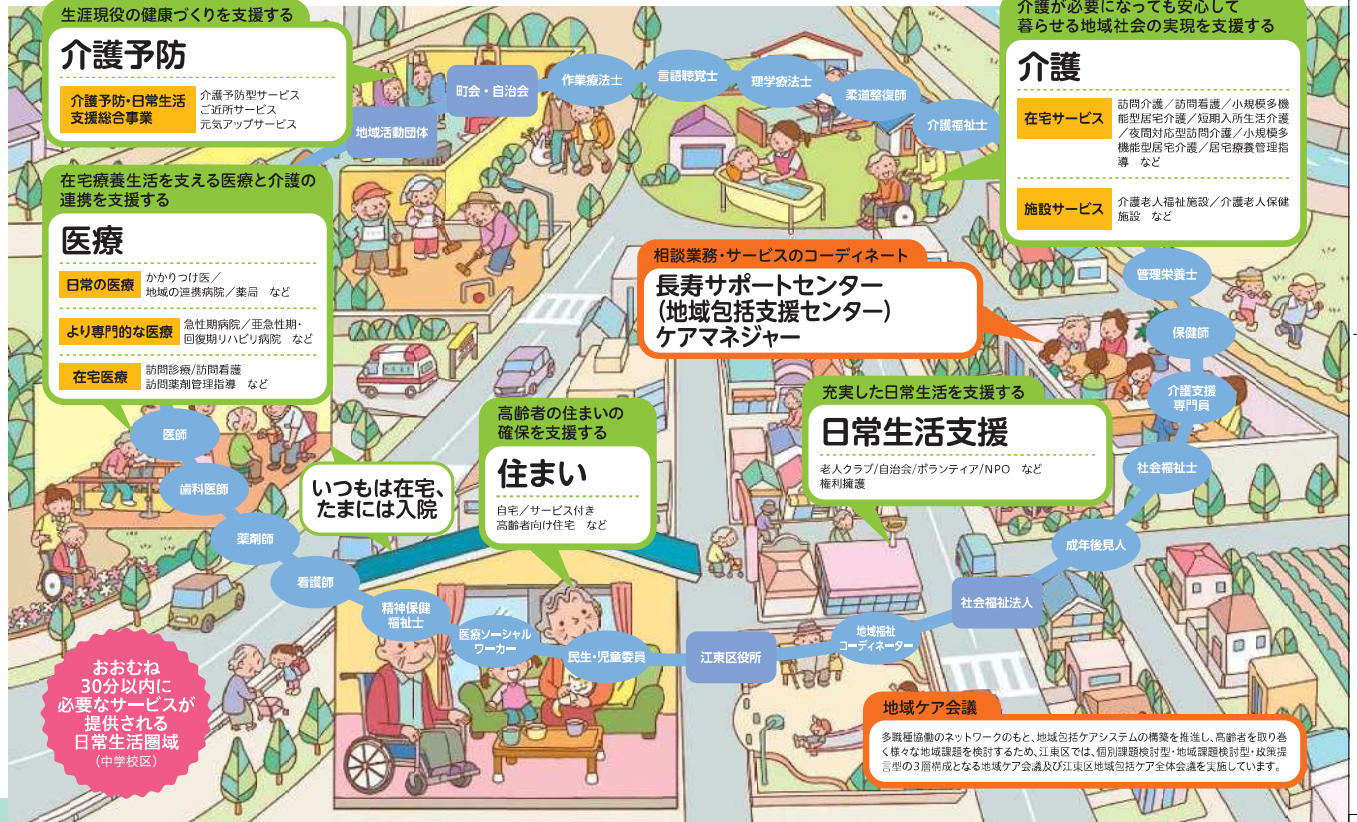 生涯現役の健康づくりを支援する
介護予防
介護予防・日常生活
支援総合事業
介護予防型サービス
ご近所サービス
元気アップサービス
介護が必要になっても安心して
暮らせる地域社会の実現を支援する
介護
在宅サービス
訪問介護／訪問看護／小規模多機
能型居宅介護／短期入所生活介護
／夜間対応型訪問介護／小規模多
機能型居宅介護／居宅療養管理指
導　など
施設サービス
介護老人福祉施設／介護老人保健
施設　など
地域活動団体
町会・自治会
作業療法士
言語聴覚士
理学療法士
柔道整復師
介護福祉士
在宅療養生活を支える医療と介護の
連携を支援する
医療
日常の医療
かかりつけ医／
地域の連携病院／薬局　など
より専門的な医療
急性期病院／亜急性期・
回復期リハビリ病院　など
在宅医療
訪問診療/訪問看護
訪問薬剤管理指導　など
相談業務・サービスのコーディネート
長寿サポートセンター
（地域包括支援センター）
ケアマネジャー
管理栄養士
保健師
介護支援
専門員
社会福祉士
成年後見人
社会福祉法人
地域福祉
コーディネーター
江東区役所
民生・児童委員
医療ソーシャル
ワーカー
精神保健
福祉士
看護師
薬剤師
歯科医師
医師
いつもは在宅、
たまには入院
高齢者の住まいの
確保を支援する
住まい
自宅／サービス付き
高齢者向け住宅　など
充実した日常生活を支援する
日常生活支援
老人クラブ/自治会/ボランティア/NPO　など
権利擁護
おおむね
30分以内に
必要なサービスが
提供される
日常生活圏域
（中学校区）
地域ケア会議
多職種協働のネットワークのもと、地域包括ケアシステムの構築を推進し、高齢者を取り巻
く様々な地域課題を検討するため、江東区では、個別課題検討型・地域課題検討型・政策提
言型の3層構成となる地域ケア会議及び江東区地域包括ケア全体会議を実施しています。